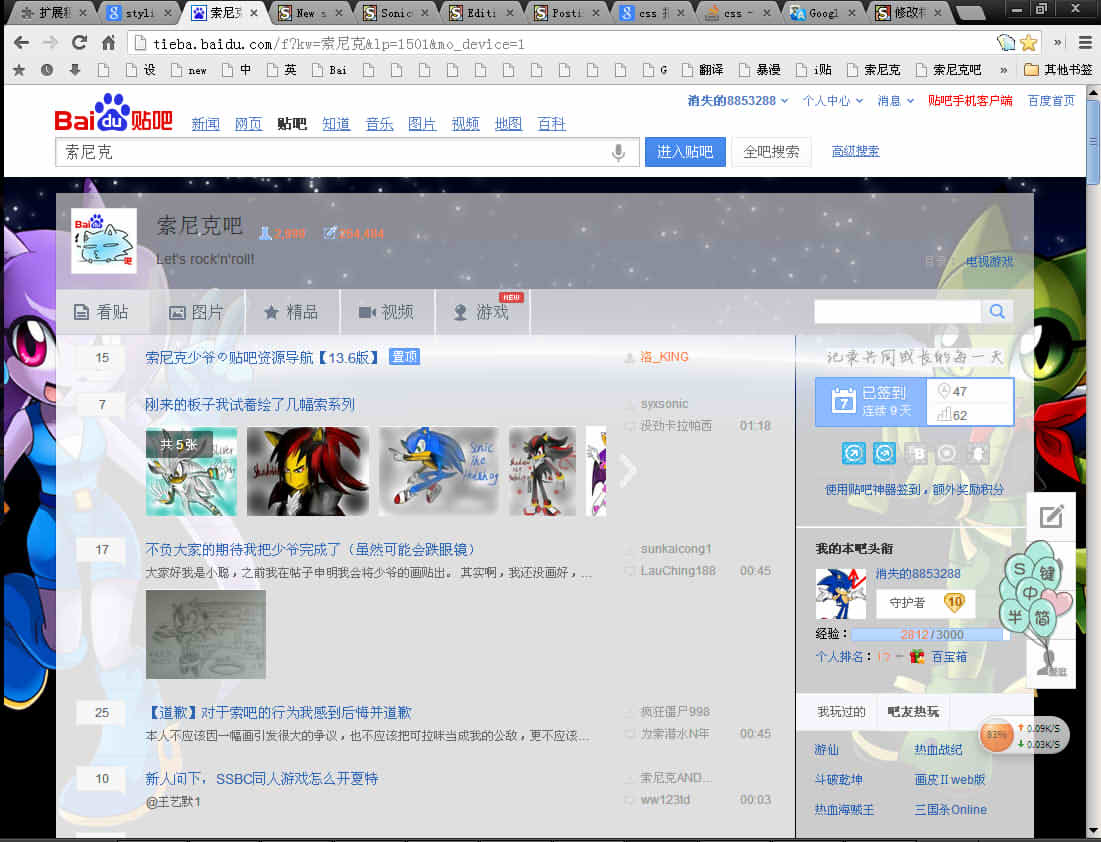 扩展程
styli
索尼克
New s
Sonic
Editi
Postin
css 指
css -
Googl
修改样
tieba.baidu.com/f?kw=索尼克&lp=1501&mo_device=1
设 new 中 英 Bai G 翻译 暴漫 i贴 索尼克 索尼克吧 » 其他书签
消失的8853288 个人中心 消息 贴吧手机客户端 百度首页
Bai du 贴吧 新闻 网页 贴吧 知道 音乐 图片 视频 地图 百科
索尼克 进入贴吧 全吧搜索 高级搜索
索尼克吧 2,890
Let's rock'n'roll!
目录: 电视游戏
看贴 图片 精品 视频 游戏 NEW
15 索尼克少爷の贴吧资源导航【13.6版】 置顶 洛_KING
记录共同成长的每一天
已签到 47
7 连续 9 天 62
7 刚来的板子我试着绘了几幅索系列 syxsonic
没劲卡拉帕西 01:18
共 5张
Sonic the Hedgehog
使用贴吧神器签到，额外奖励积分
17 不负大家的期待我把少爷完成了（虽然可能会跌眼镜） sunkaicong1
大家好我是小聪，之前我在帖子申明我会将少爷的画贴出。 其实啊，我还没画好，... LauChing188 00:45
我的本吧头衔
消失的8853288
守护者 10
经验： 2812/3000
个人排名： 百宝箱
S 键
中
半 简
25 【道歉】对于索吧的行为我感到后悔并道歉 疯狂僵尸998
本人不应该因一幅画引发很大的争议，也不应该把可拉咪当成我的公敌，更不应该... 为索潜水N年 00:45
我玩过的 吧友热玩
83% 0.09K/S
0.03K/S
游仙 热血战纪
斗破乾坤 画皮Ⅱweb版
热血海贼王 三国杀Online
10 新人问下，SSBC同人游戏怎么开夏特 索尼克AND...
@王艺默1 ww123td 00:03